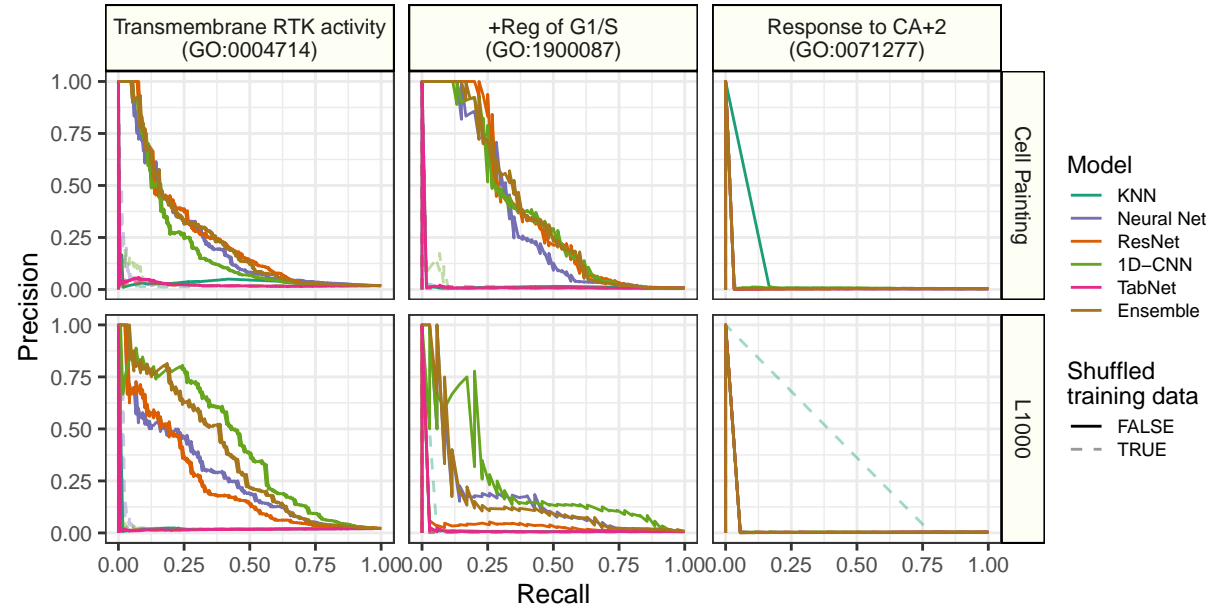 Transmembrane RTK activity
(GO:0004714)
+Reg of G1/S
(GO:1900087)
Response to CA+2
(GO:0071277)
Precision
1.00
0.75
0.50
0.25
0.00
Cell Painting
1.00
0.75
0.50
0.25
0.00
L1000
0.00 0.25 0.50 0.75 1.00
0.00 0.25 0.50 0.75 1.00
0.00 0.25 0.50 0.75 1.00
Recall
Model
KNN
Neural Net
ResNet
1D−CNN
TabNet
Ensemble
Shuffled
training data
FALSE
TRUE